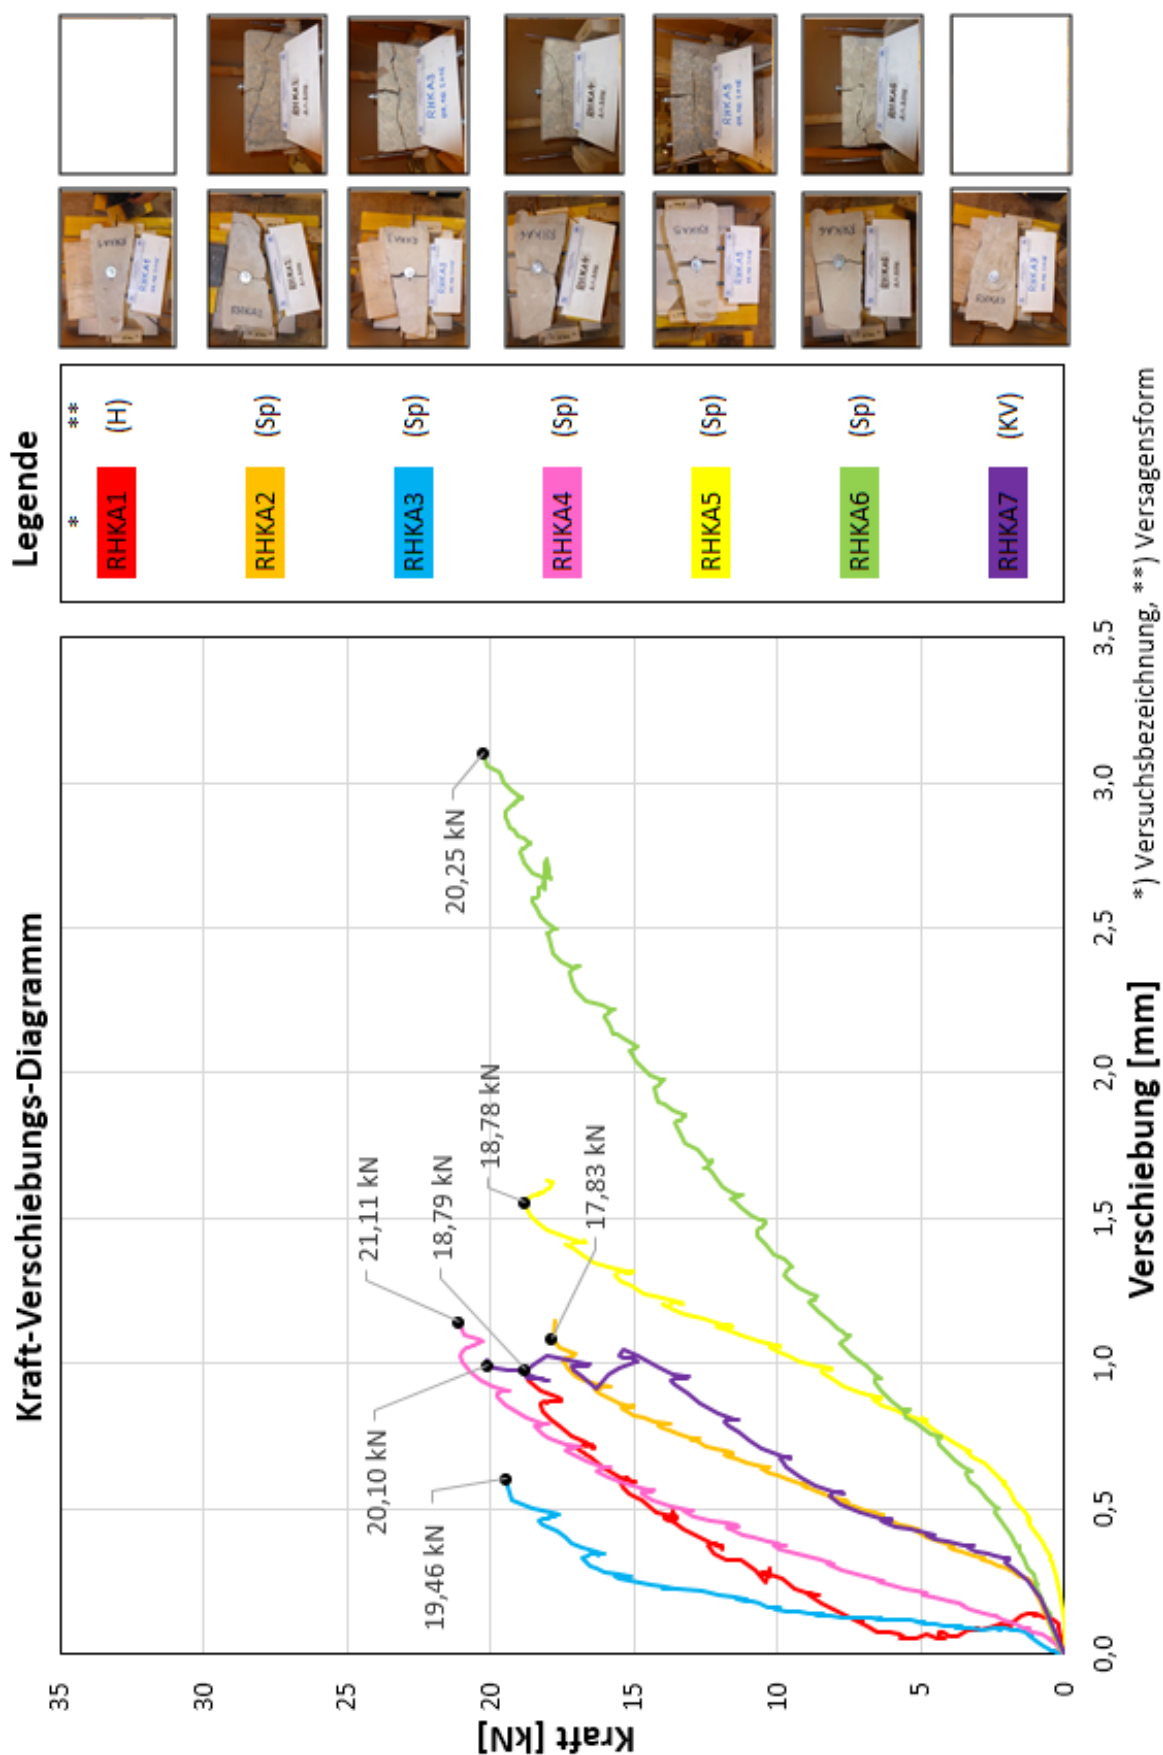 Kraft-Verschiebungs-Diagramm
Kraft [kN]
35
30
25
20
15
10
5
0
0,0
0,5
1,0
1,5
2,0
2,5
3,0
3,5
Verschiebung [mm]
19,46 kN
20,10 kN
18,79 kN
21,11 kN
18,78 kN
17,83 kN
20,25 kN
Legende
* **
RHKA1 (H)
RHKA2 (Sp)
RHKA3 (Sp)
RHKA4 (Sp)
RHKA5 (Sp)
RHKA6 (Sp)
RHKA7 (KV)
*) Versuchsbezeichnung, **) Versagensform